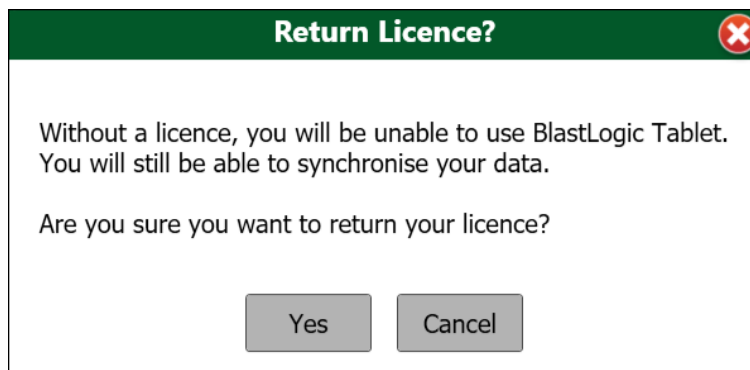 Return Licence?
Without a licence, you will be unable to use BlastLogic Tablet.
You will still be able to synchronise your data.
Are you sure you want to return your licence?
Yes
Cancel